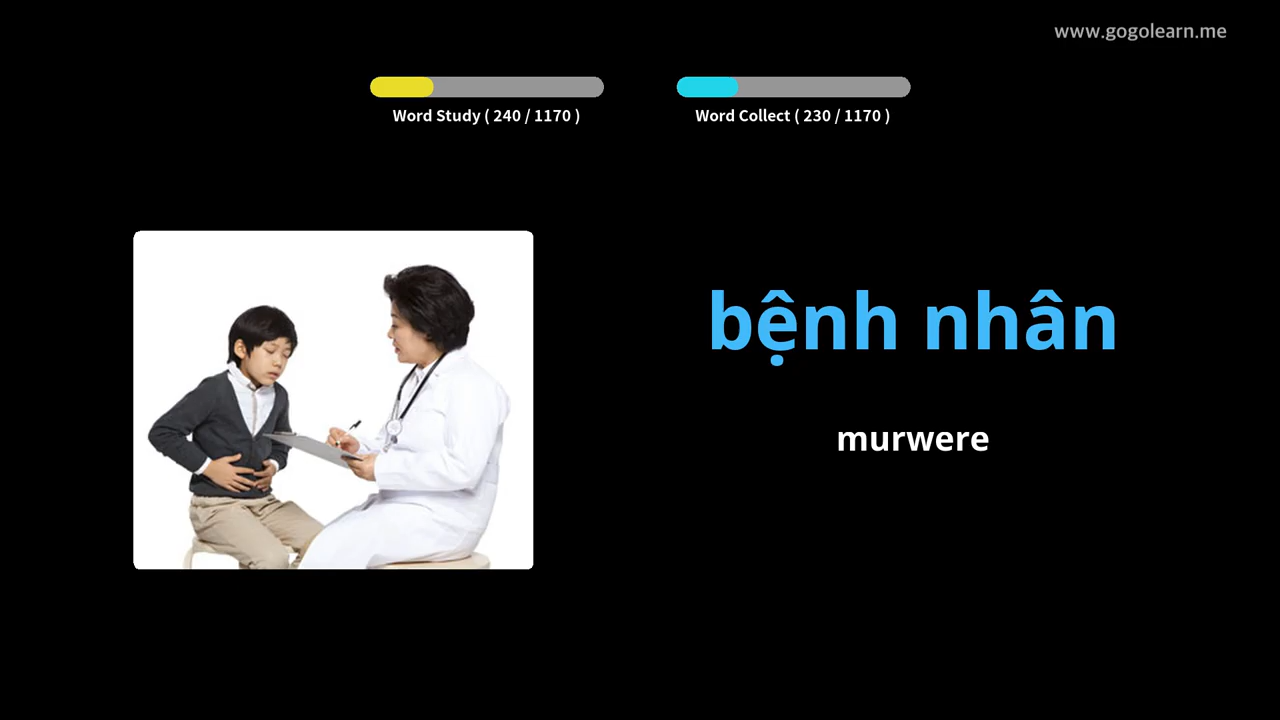 www.gogolearn.me
Word Study ( 240 / 1170 )
Word Collect ( 230 / 1170 )
bệnh nhân
murwere